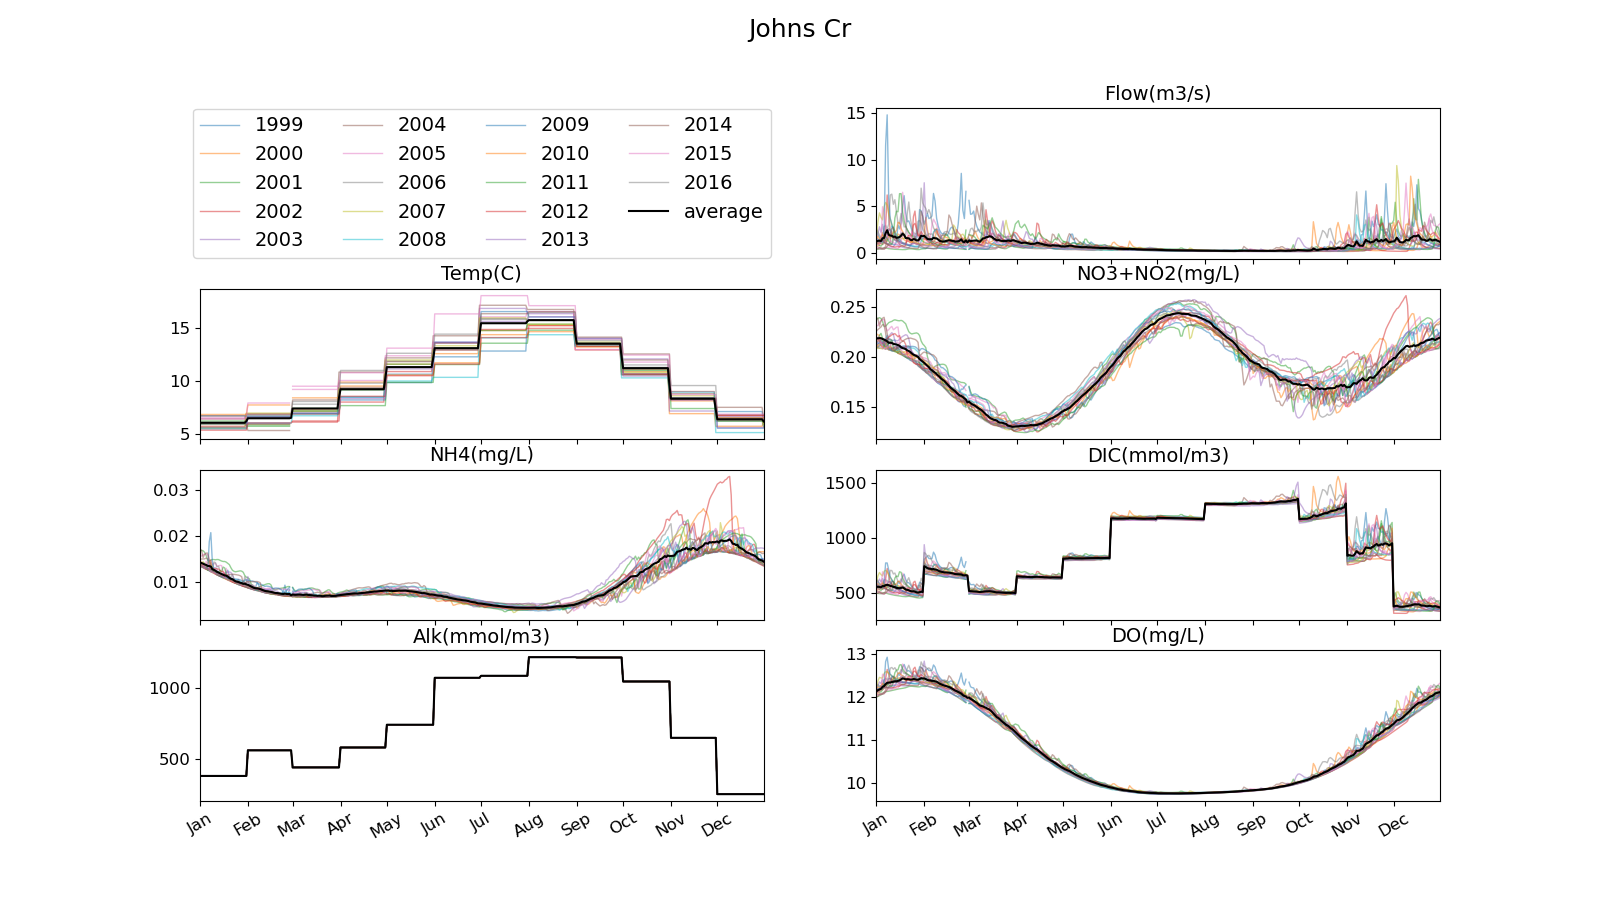 Johns Cr
1999 2004 2009 2014
2000 2005 2010 2015
2001 2006 2011 2016
2002 2007 2012 average
2003 2008 2013
Flow(m3/s)
15
10
5
0
Temp(C)
15
10
5
NO3+NO2(mg/L)
0.25
0.20
0.15
NH4(mg/L)
0.03
0.02
0.01
DIC(mmol/m3)
1500
1000
500
Alk(mmol/m3)
1000
500
Jan Feb Mar Apr May Jun Jul Aug Sep Oct Nov Dec
DO(mg/L)
13
12
11
10
Jan Feb Mar Apr May Jun Jul Aug Sep Oct Nov Dec